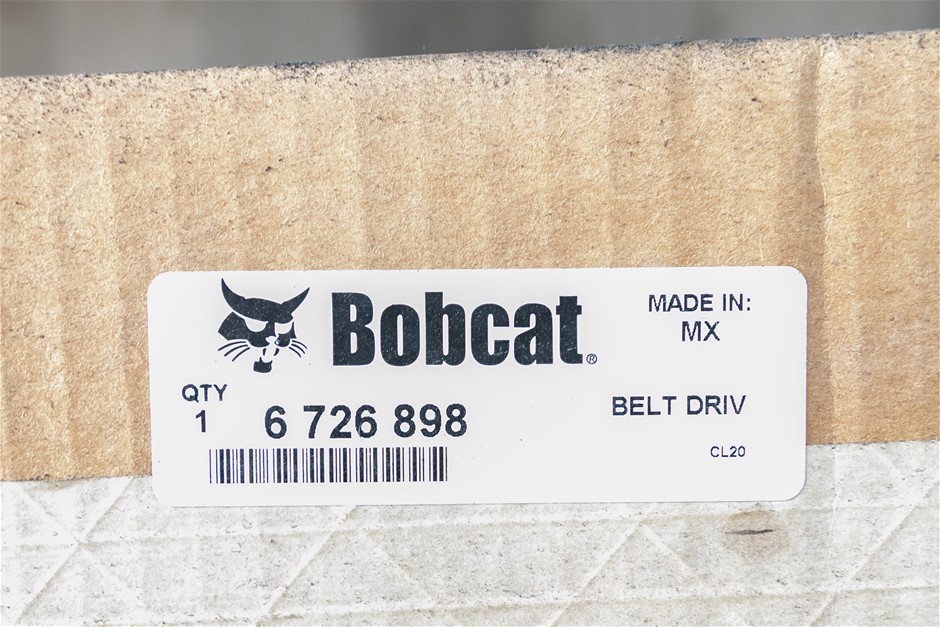 Bobcat®
MADE IN:
MX
QTY
1
6 726 898
BELT DRIV
CL20